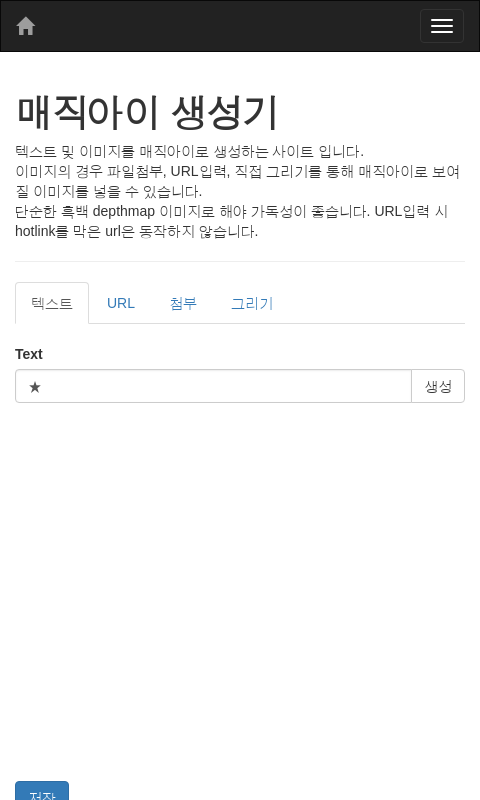 매직아이 생성기
텍스트 및 이미지를 매직아이로 생성하는 사이트 입니다.
이미지의 경우 파일첨부, URL입력, 직접 그리기를 통해 매직아이로 보여
질 이미지를 넣을 수 있습니다.
단순한 흑백 depthmap 이미지로 해야 가독성이 좋습니다. URL입력 시
hotlink를 막은 url은 동작하지 않습니다.
텍스트 URL 첨부 그리기
Text
★ 생성
저장